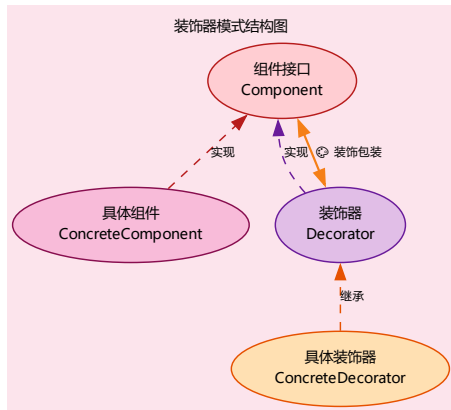 装饰器模式结构图
组件接口
Component
实现
实现
🎨 装饰包装
具体组件
ConcreteComponent
装饰器
Decorator
继承
具体装饰器
ConcreteDecorator